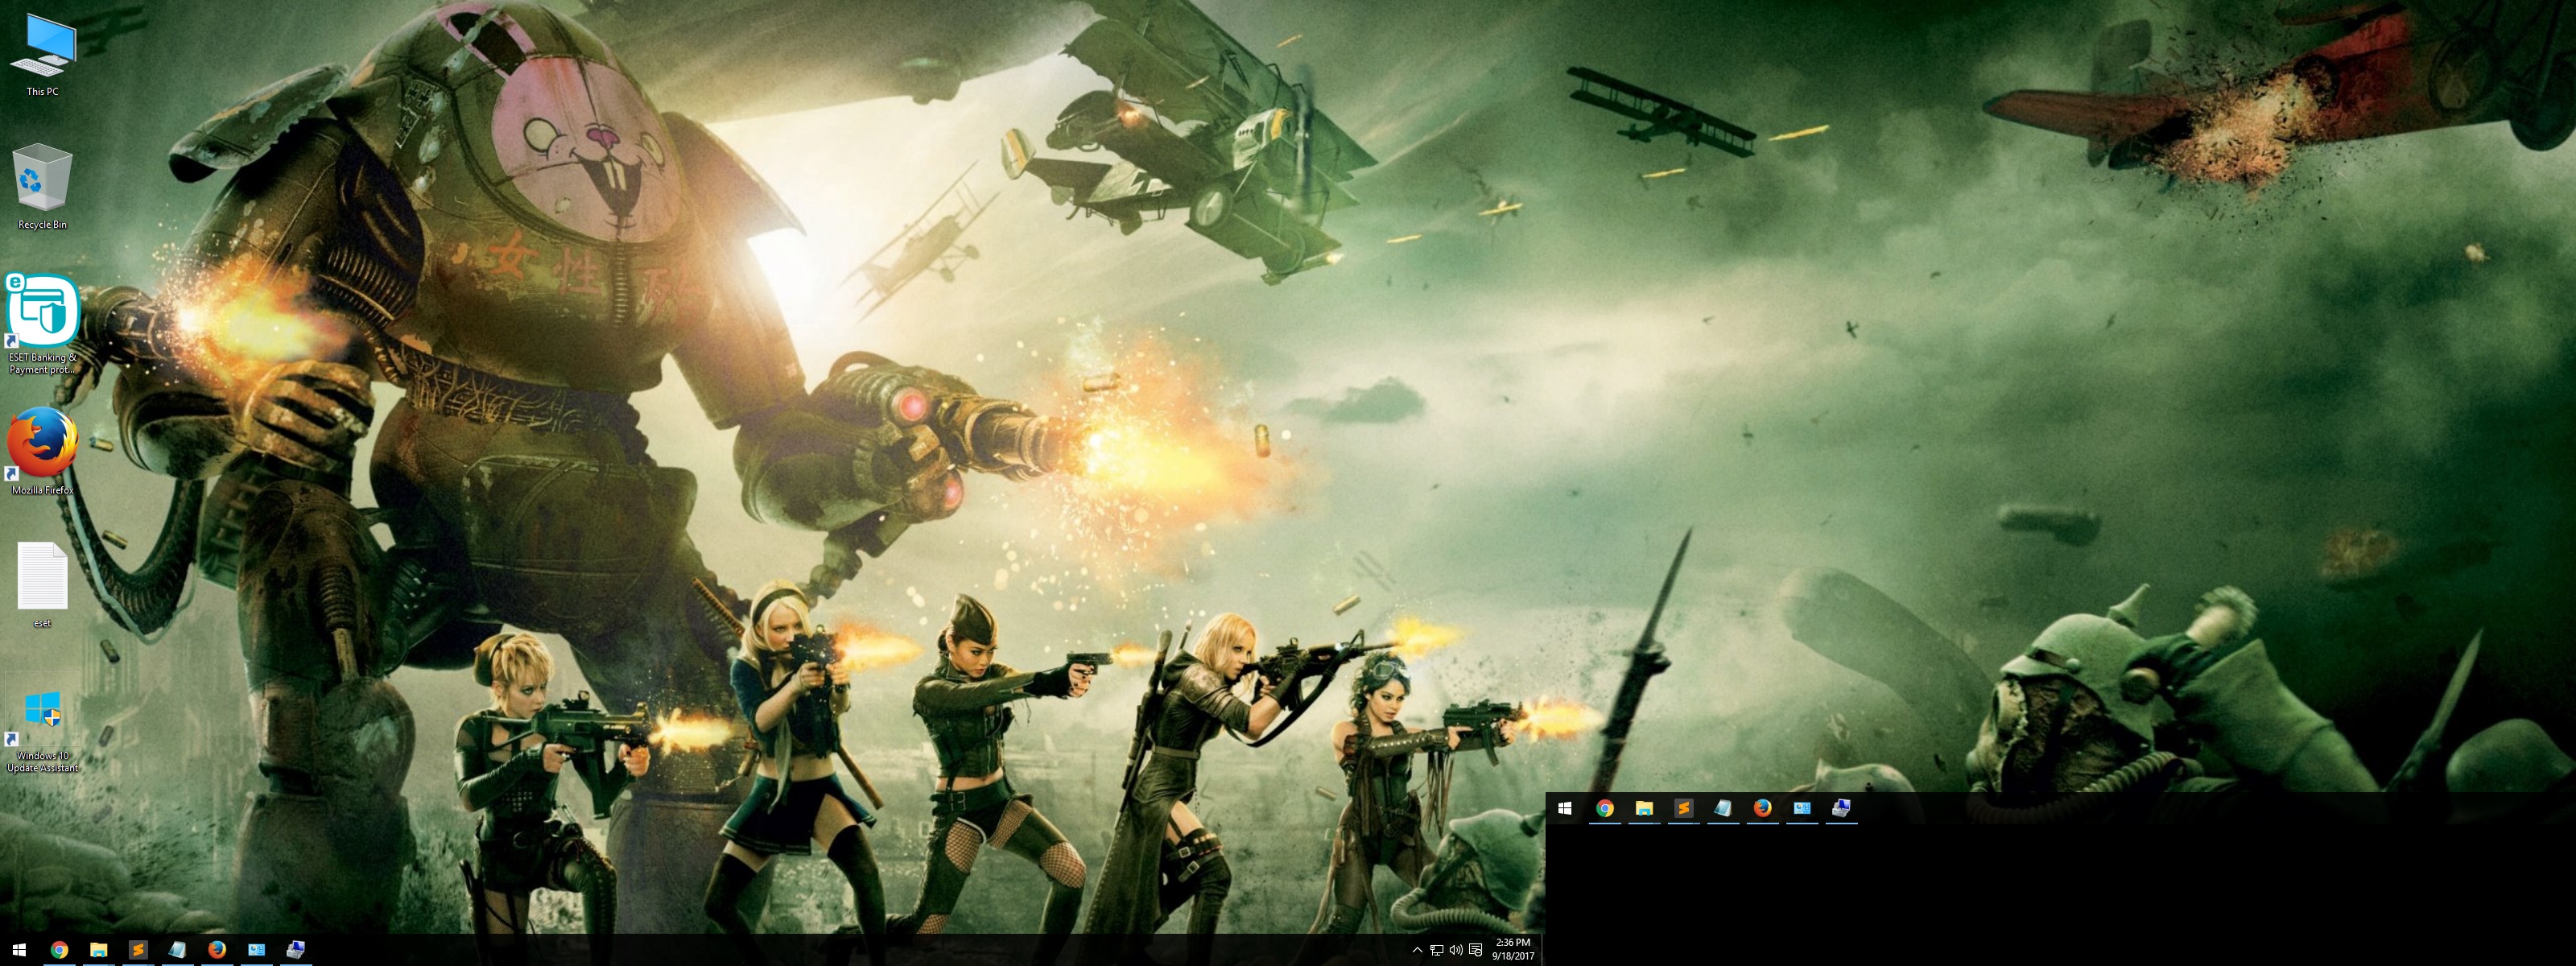 This PC
Recycle Bin
ESET Banking &
Payment prot...
Mozilla Firefox
eset
Windows 10
Update Assistant
女性
2:36 PM
9/18/2017